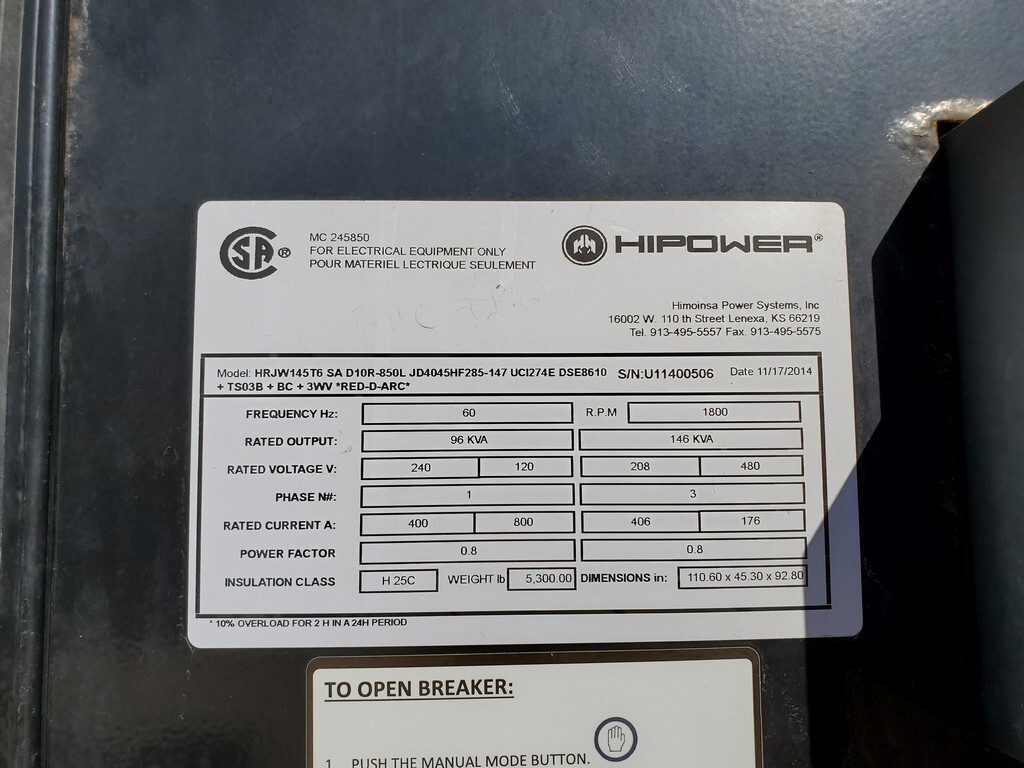 SA ®
MC 245850
FOR ELECTRICAL EQUIPMENT ONLY
POUR MATERIEL LECTRIQUE SEULEMENT
HIPOWER®
Himoinsa Power Systems, Inc
16002 W. 110 th Street Lenexa, KS 66219
Tel. 913-495-5557 Fax. 913-495-5575
Model: HRJW145T6 SA D10R-850L JD4045HF285-147 UCI274E DSE8610 S/N:U11400506 Date 11/17/2014
+ TS03B + BC + 3WV *RED-D-ARC*
FREQUENCY Hz: 60 R.P.M 1800
RATED OUTPUT: 96 KVA 146 KVA
RATED VOLTAGE V: 240 120 208 480
PHASE N#: 1 3
RATED CURRENT A: 400 800 406 176
POWER FACTOR 0.8 0.8
INSULATION CLASS H 25C WEIGHT lb 5,300.00 DIMENSIONS in: 110.60 x 45.30 x 92.80
* 10% OVERLOAD FOR 2 H IN A 24H PERIOD
TO OPEN BREAKER:
1. PUSH THE MANUAL MODE BUTTON.